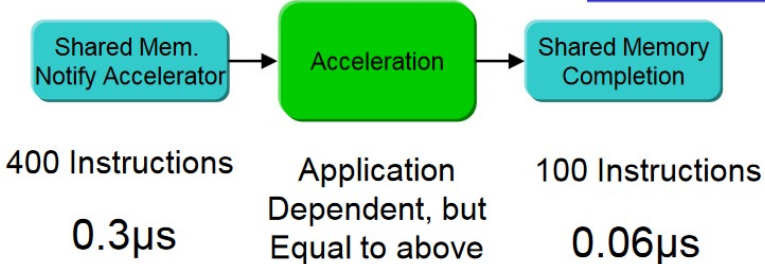 Shared Mem.
Notify Accelerator
Acceleration
Shared Memory
Completion
400 Instructions
0.3µs
Application
Dependent, but
Equal to above
100 Instructions
0.06µs